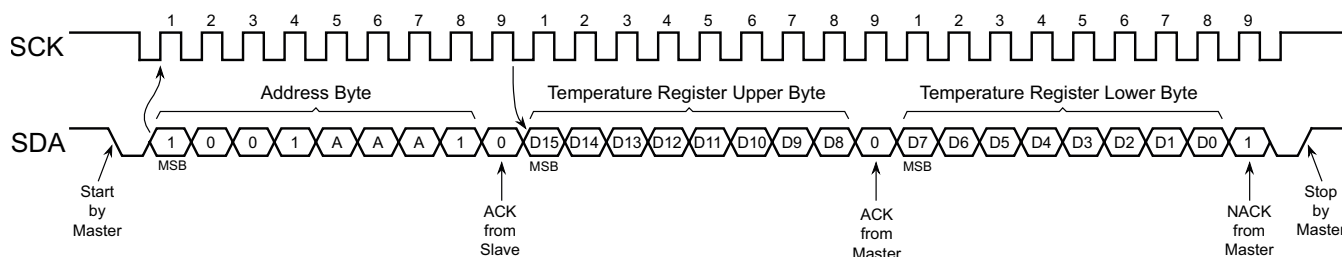 1 2 3 4 5 6 7 8 9 1 2 3 4 5 6 7 8 9 1 2 3 4 5 6 7 8 9
SCK
Address Byte Temperature Register Upper Byte Temperature Register Lower Byte
SDA 1 0 0 1 A A A 1 0 D15 D14 D13 D12 D11 D10 D9 D8 0 D7 D6 D5 D4 D3 D2 D1 D0 1
MSB MSB MSB
Start
by
Master
ACK
from
Slave
ACK
from
Master
NACK
from
Master
Stop
by
Master